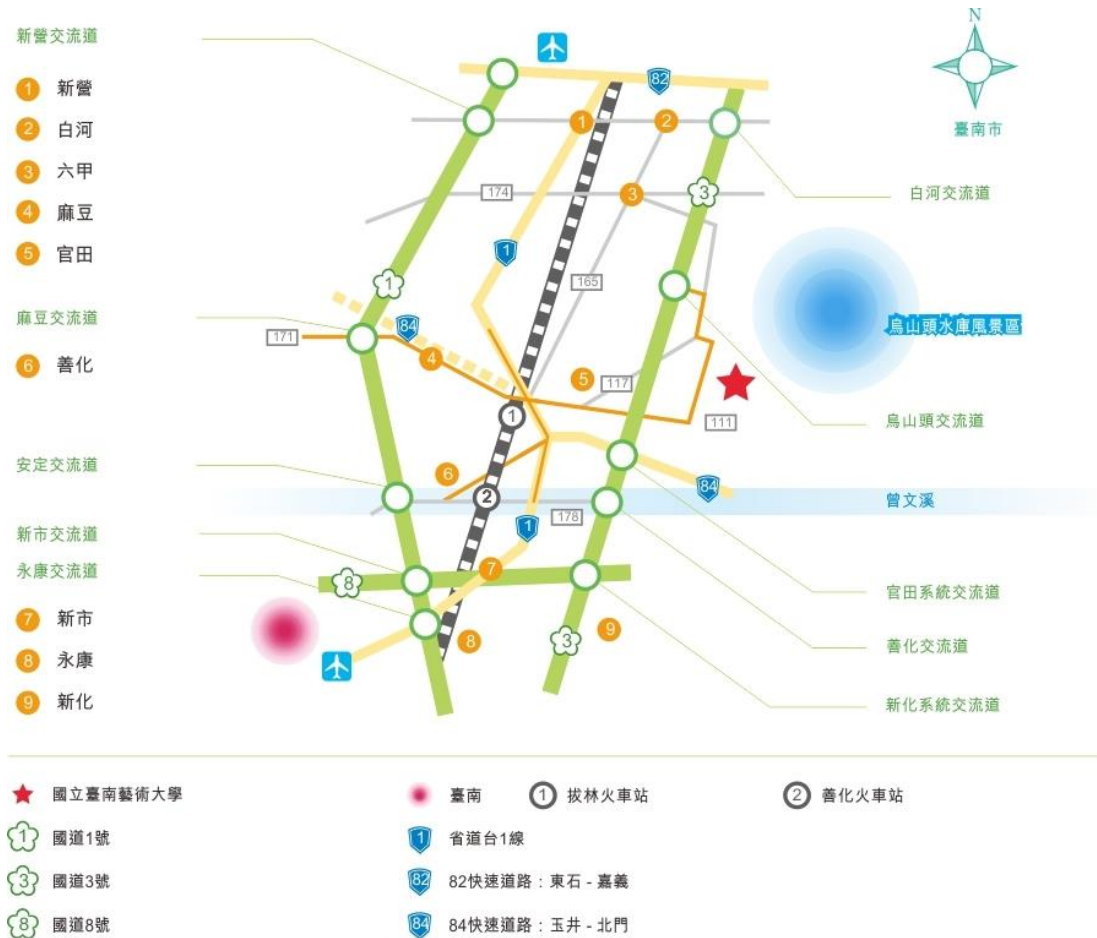 新營交流道
1 新營
2 白河
3 六甲
4 麻豆
5 官田
麻豆交流道
6 善化
安定交流道
新市交流道
永康交流道
7 新市
8 永康
9 新化
N
臺南市
82
1
2
174
3
3
白河交流道
1
165
1
烏山頭水庫風景區
84
171
4
5
117
1
111
烏山頭交流道
6
2
84
178
曾文溪
1
7
8
官田系統交流道
3
9
8
善化交流道
新化系統交流道
國立臺南藝術大學
臺南
1 拔林火車站
2 善化火車站
1 國道1號
1 省道台1線
3 國道3號
82 82快速道路：東石 - 嘉義
8 國道8號
84 84快速道路：玉井 - 北門